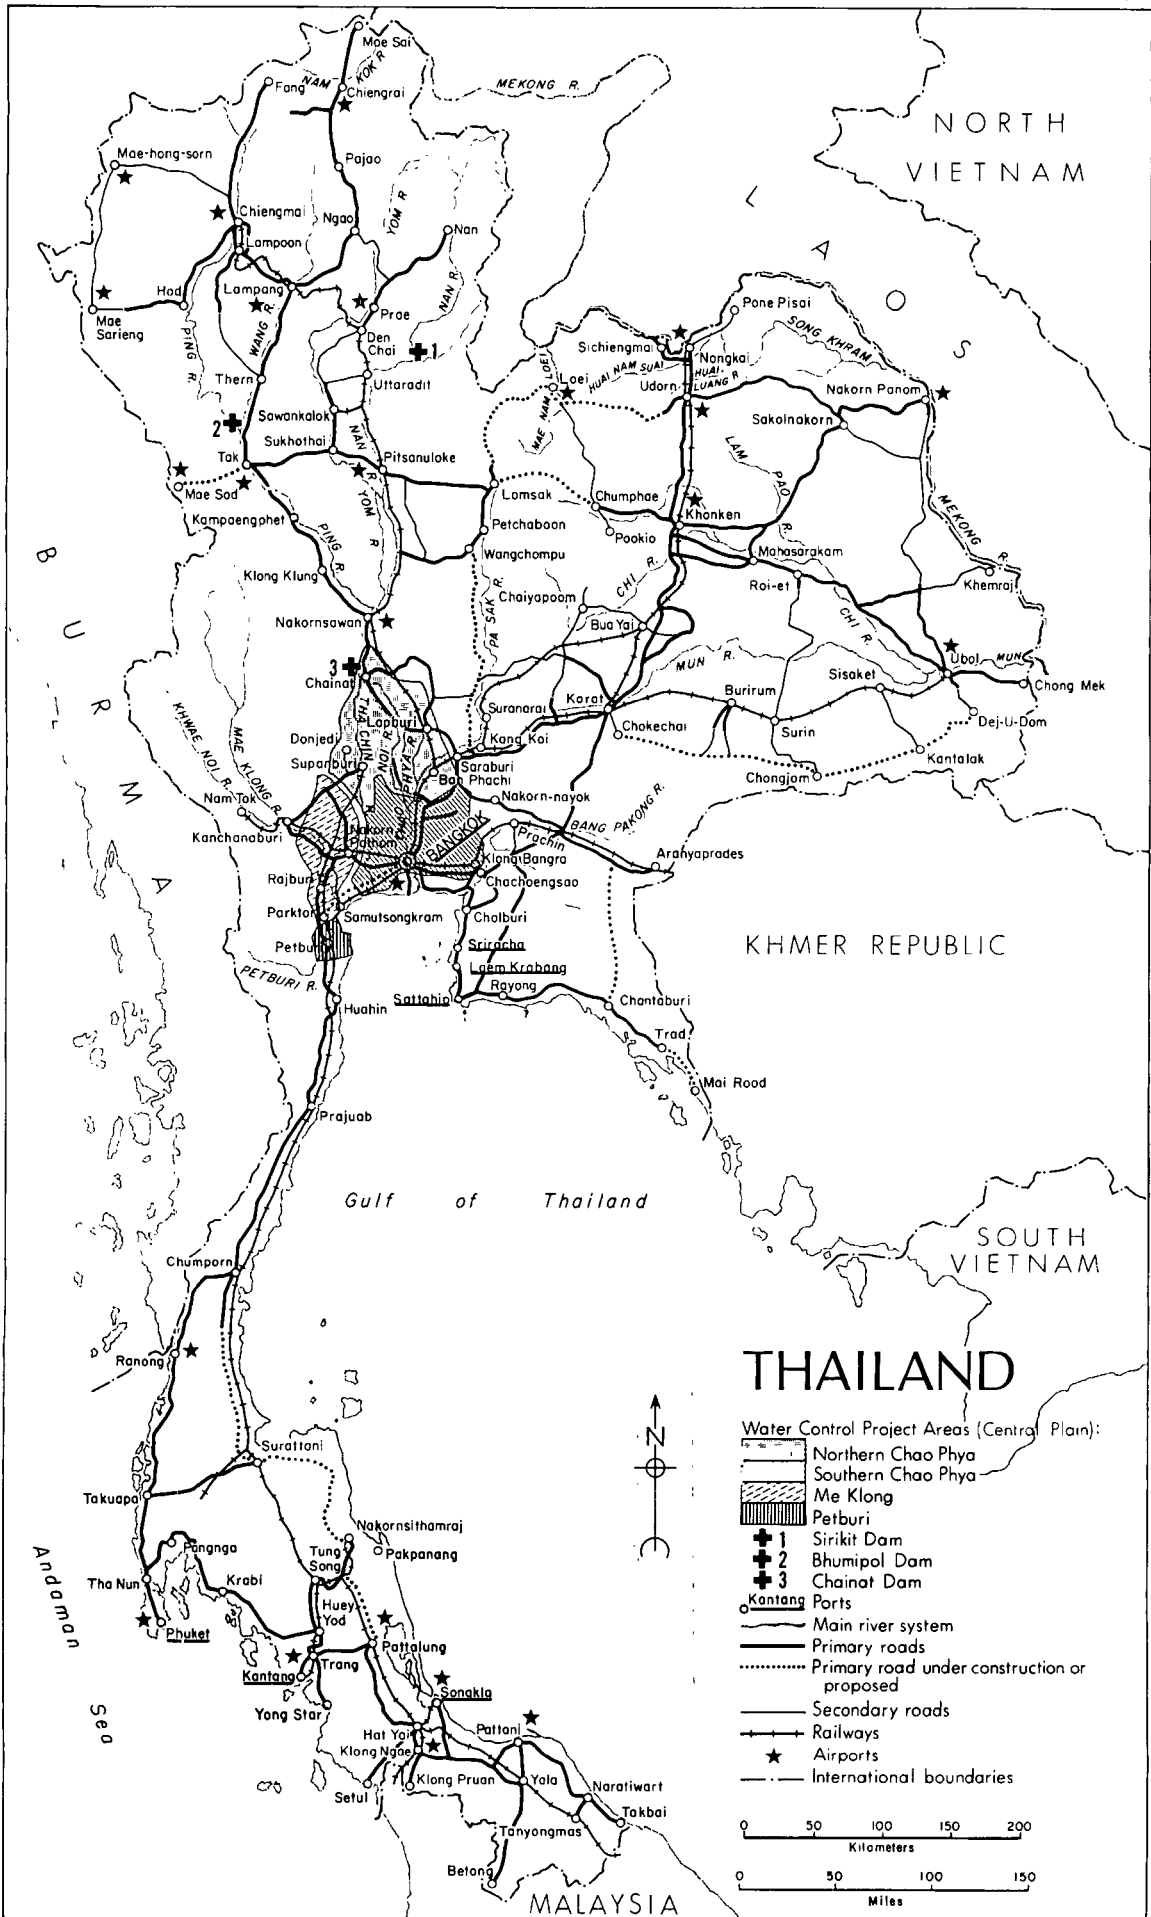 Mae Sai
NAM KOK R.
Fang
Chiengrai
MEKONG R.
NORTH
VIETNAM
Mae-hong-sorn
Pajao
LAOS
Chiengmai
Ngao
YOM R.
Nan
Lampoon
NAN R.
Hod
Lampang
Mae
Sarieng
PING R.
WANG R.
Prae
Den
Chai
1
Pone Pisai
SONG KHRAM
Sichiengmai
Nongkai
HUAI NAM SUAI
HUAI
LUANG R.
MAE NAM LOEI
Loei
Udorn
Nakorn Panom
Thern
Uttaradit
Sawankalok
Sakolnakorn
2
Sukhothai
NAN R.
Tak
Pitsanuloke
LAM PAO R.
Mae Sod
YOM R
Lomsak
Chumphae
Khonken
MEKONG R.
Kampaengphet
PING R.
Petchaboon
Pookio
Wangchompu
Mahasarakam
Klong Klung
Roi-et
Khemraj
BURMA
PA SAK R.
Chaiyapoom
CHI R.
CHI R.
Nakornsawan
Bua Yai
3
Chainat
MUN R.
Ubol
MUN
Sisaket
Chong Mek
KHWAE NOI R.
MAE KLONG R.
THA CHIN R.
NOI R.
CHAO PHYA R.
Lopburi
Suranarai
Korat
Burirum
Chokechai
Surin
Dej-U-Dom
Donjedi
Kang Koi
Supanburi
Saraburi
Kantalak
Ban Phachi
Chongjom
Nam Tok
Nakorn-nayok
BANG PAKONG R.
Kanchanaburi
Nakorn
Pathom
BANGKOK
Prachin
Klong Bangra
Aranyaprades
Rajburi
Chachoengsao
Parktor
Samutsongkram
Cholburi
Petburi
Sriracha
KHMER REPUBLIC
PETBURI R.
Laem Krabang
Rayong
Sattahip
Huahin
Chantaburi
Trad
Mai Rood
Prajuab
Gulf of Thailand
SOUTH
VIETNAM
Chumporn
Ranong
THAILAND
N
Water Control Project Areas (Central Plain):
Northern Chao Phya
Southern Chao Phya
Me Klong
Petburi
1 Sirikit Dam
2 Bhumipol Dam
3 Chainat Dam
Kantang Ports
Main river system
Primary roads
Primary road under construction or
proposed
Secondary roads
Railways
Airports
International boundaries
0 50 100 150 200
Kilometers
0 50 100 150
Miles
Surattani
Takuapa
Nakornsithamraj
Pangnga
Tung
Song
Pakpanang
Tha Nun
Krabi
Huey
Yod
Andaman Sea
Phuket
Pattalung
Kantang
Trang
Songkla
Yong Star
Pattani
Hat Yai
Klong Ngae
Klong Pruan
Yala
Naratiwart
Setul
Takbai
Tanyongmas
Betong
MALAYSIA